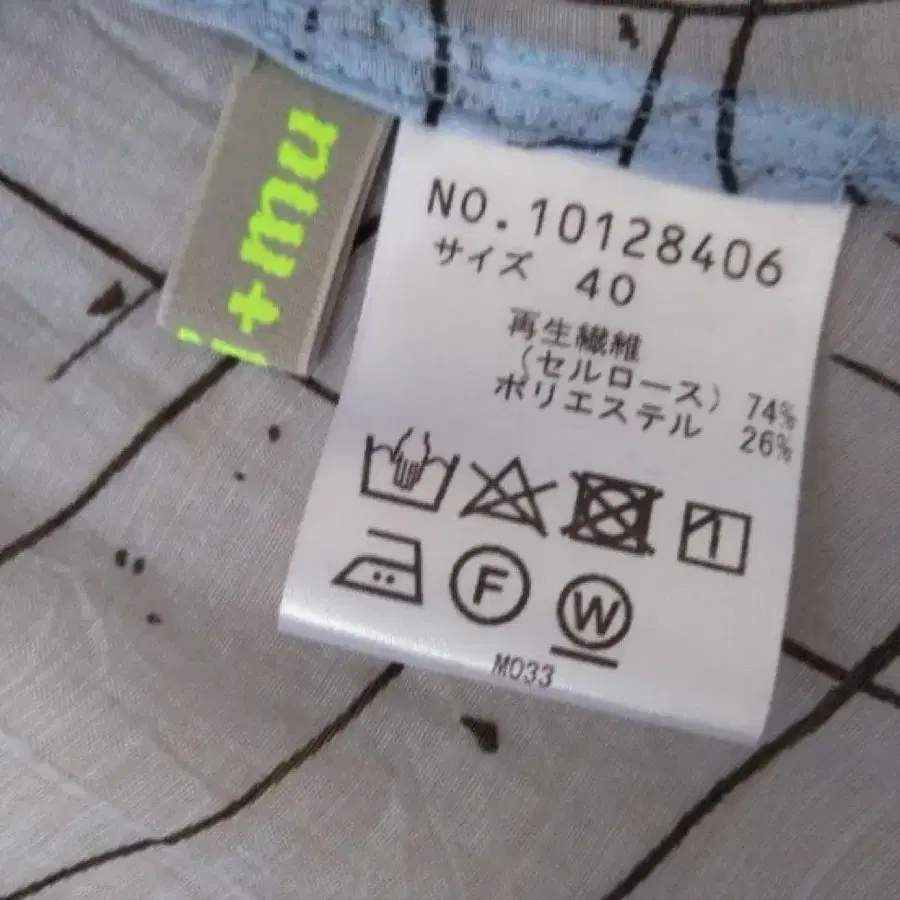 NO.10128406
サイズ 40
再生繊維
(セルロース) 74%
ポリエステル 26%
F
W
M033